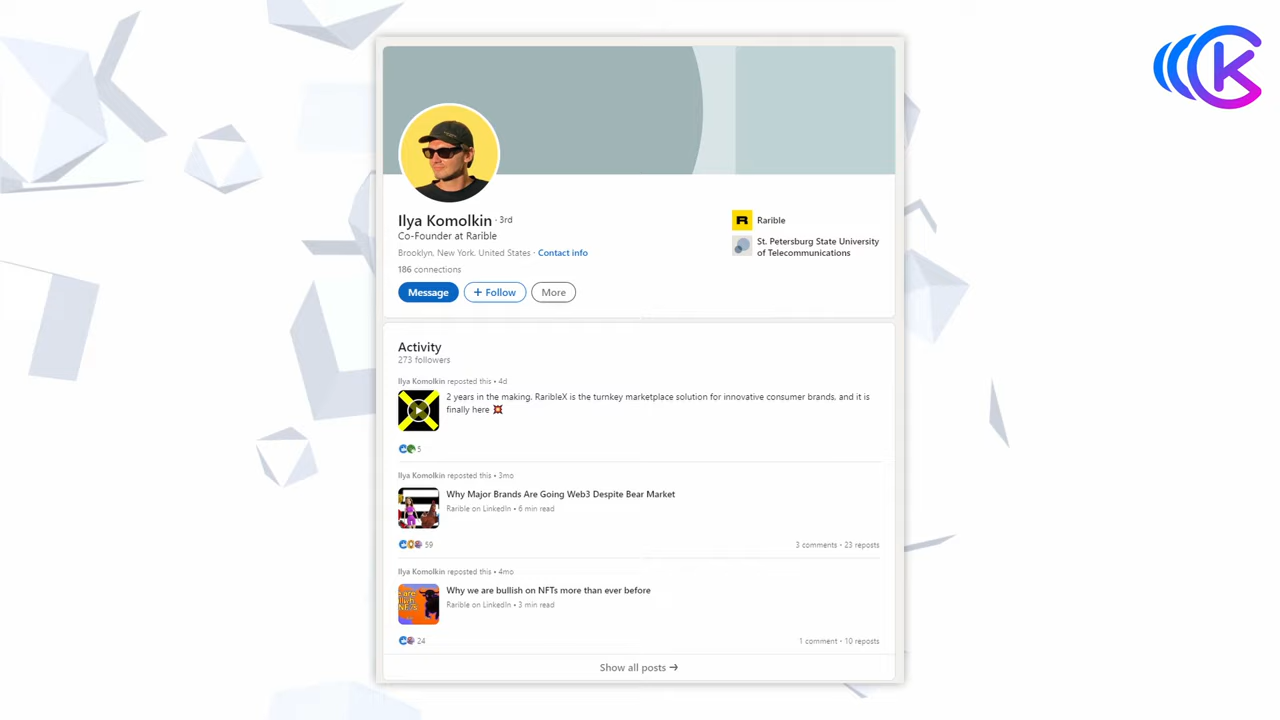 K
Ilya Komolkin · 3rd
Co-Founder at Rarible
Brooklyn, New York, United States · Contact info
186 connections
Message
+ Follow
More
R
Rarible
St. Petersburg State University
of Telecommunications
Activity
273 followers
Ilya Komolkin reposted this • 4d
2 years in the making, RaribleX is the turnkey marketplace solution for innovative consumer brands, and it is
finally here 💥
5
Ilya Komolkin reposted this • 3mo
Why Major Brands Are Going Web3 Despite Bear Market
Rarible on LinkedIn • 6 min read
59
3 comments · 23 reposts
Ilya Komolkin reposted this • 4mo
Why we are bullish on NFTs more than ever before
Rarible on LinkedIn • 3 min read
24
1 comment · 10 reposts
Show all posts →